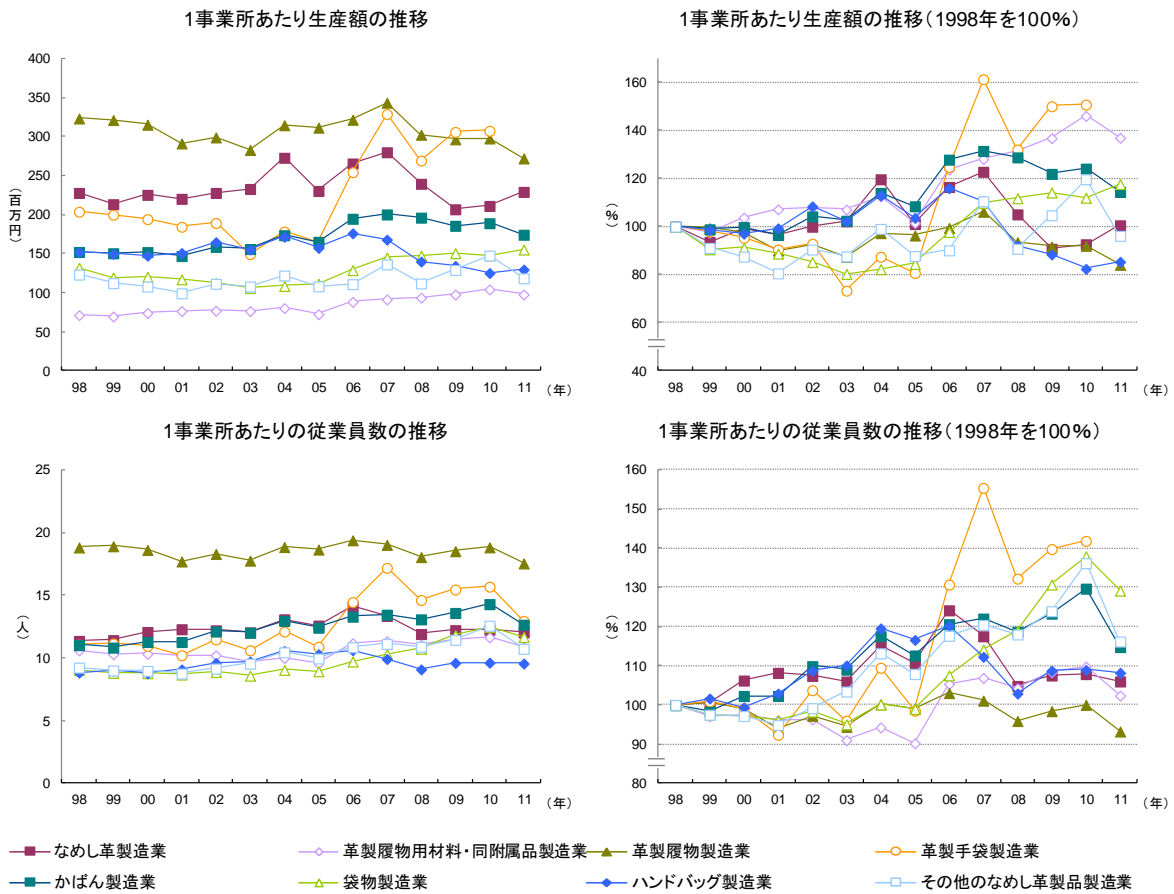 1事業所あたり生産額の推移
400
350
300
250
200
150
100
50
0
百万円
98 99 00 01 02 03 04 05 06 07 08 09 10 11 (年)
1事業所あたり生産額の推移(1998年を100%)
160
140
120
100
80
60
40
(%)
98 99 00 01 02 03 04 05 06 07 08 09 10 11 (年)
1事業所あたりの従業員数の推移
25
20
15
10
5
0
(人)
98 99 00 01 02 03 04 05 06 07 08 09 10 11 (年)
1事業所あたりの従業員数の推移(1998年を100%)
160
150
140
130
120
110
100
90
80
(%)
98 99 00 01 02 03 04 05 06 07 08 09 10 11 (年)
なめし革製造業 革製履物用材料・同附属品製造業 革製履物製造業 革製手袋製造業
かばん製造業 袋物製造業 ハンドバッグ製造業 その他のなめし革製品製造業